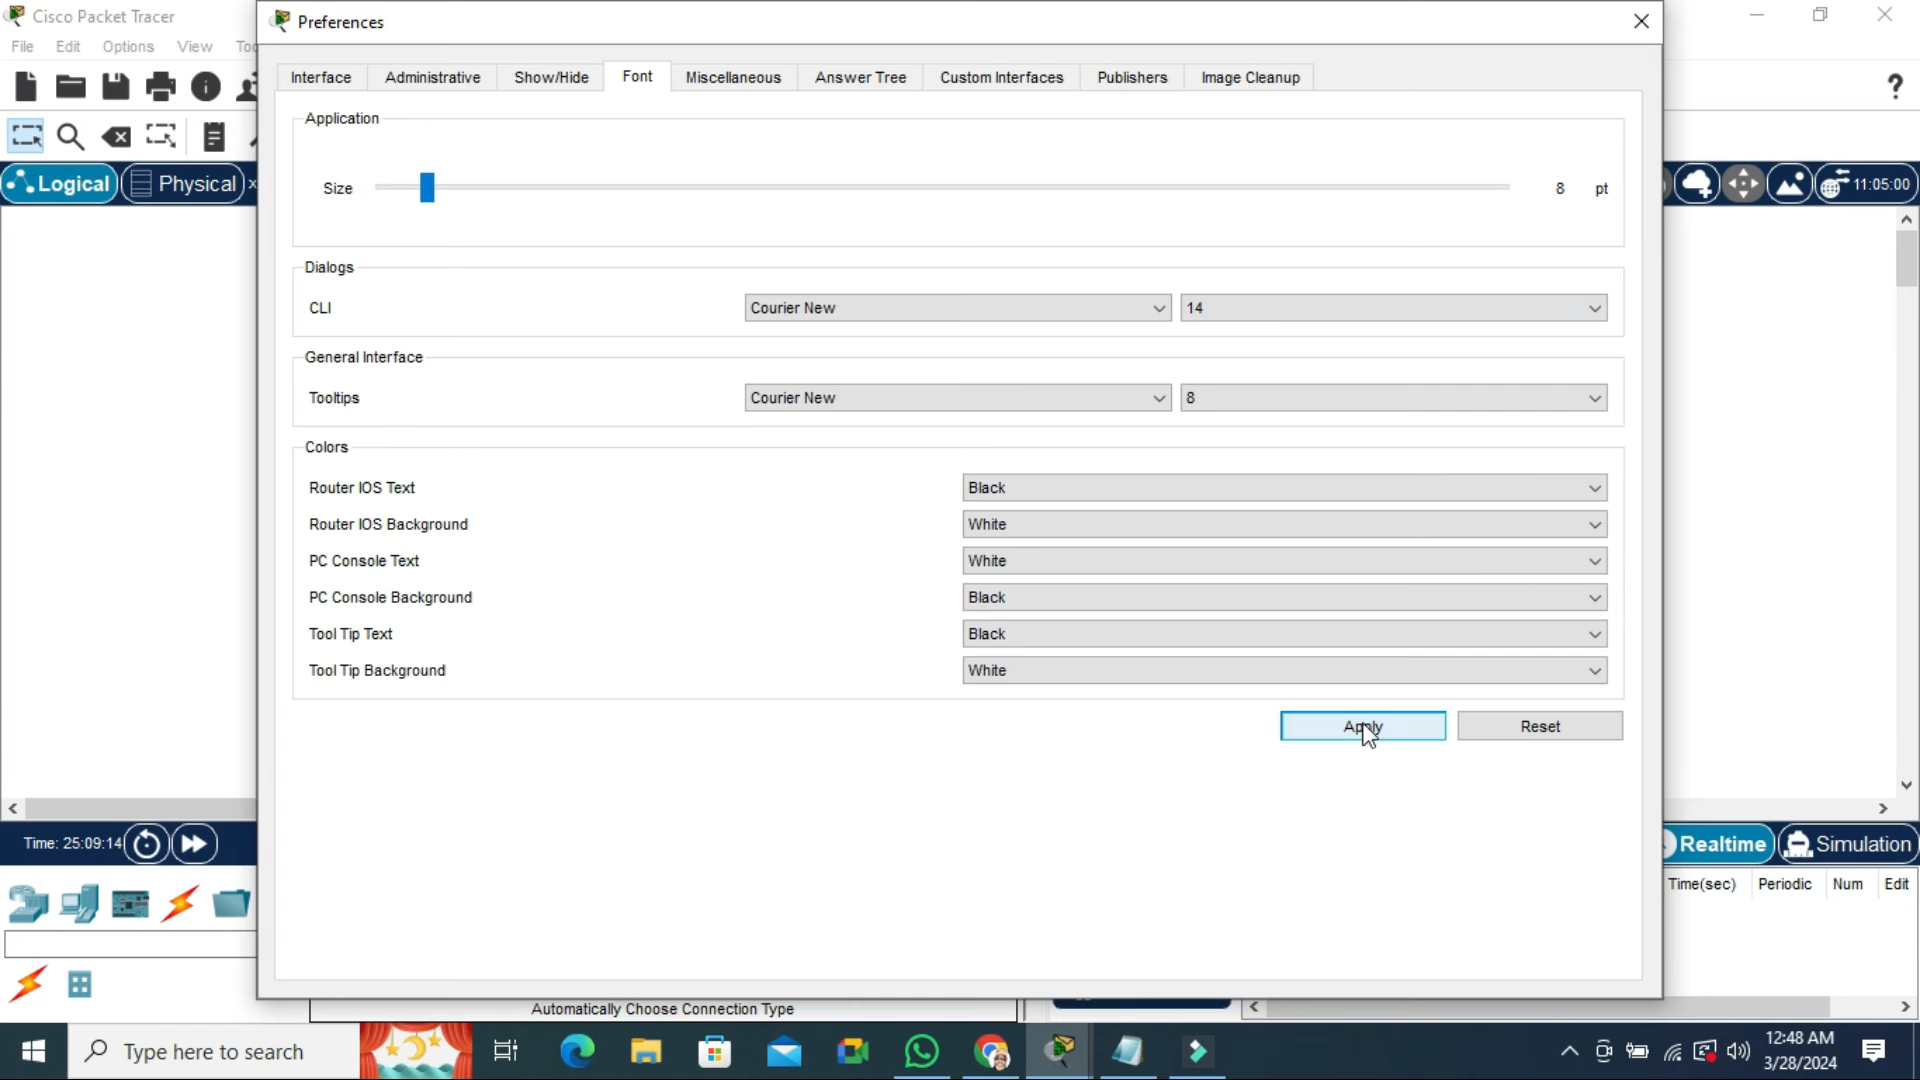 Cisco Packet Tracer
Preferences
File Edit Options View Too
Interface Administrative Show/Hide Font Miscellaneous Answer Tree Custom Interfaces Publishers Image Cleanup
?
Application
Logical Physical x 11:05:00
Size 8 pt
Dialogs
CLI Courier New 14
General Interface
Tooltips Courier New 8
Colors
Router IOS Text Black
Router IOS Background White
PC Console Text White
PC Console Background Black
Tool Tip Text Black
Tool Tip Background White
Apply Reset
Time: 25:09:14 Realtime Simulation
Time(sec) Periodic Num Edit
Automatically Choose Connection Type
Type here to search
12:48 AM
3/28/2024